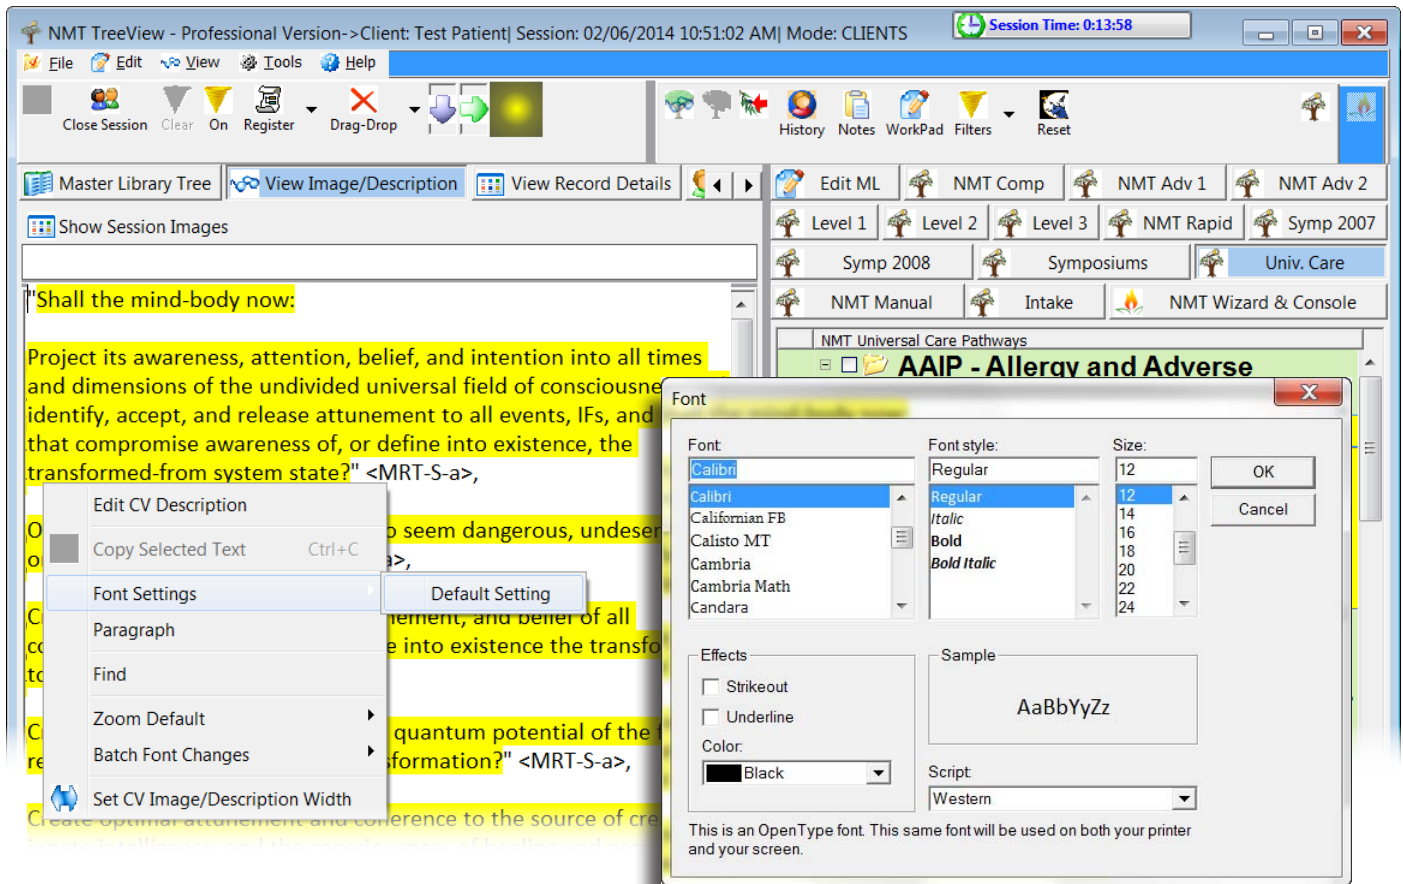 NMT TreeView - Professional Version->Client: Test Patient| Session: 02/06/2014 10:51:02 AM| Mode: CLIENTS
Session Time: 0:13:58
File Edit View Tools Help
Close Session Clear On Register Drag-Drop
History Notes WorkPad Filters Reset
Master Library Tree View Image/Description View Record Details
Edit ML NMT Comp NMT Adv 1 NMT Adv 2
Show Session Images
Level 1 Level 2 Level 3 NMT Rapid Symp 2007
Symp 2008 Symposiums Univ. Care
NMT Manual Intake NMT Wizard & Console
NMT Universal Care Pathways
AAIP - Allergy and Adverse
"Shall the mind-body now:
Project its awareness, attention, belief, and intention into all times
and dimensions of the undivided universal field of
identify, accept, and release attunement to all events, IFs, and
that compromise awareness of, or define into existence, the
transformed-from system state?" <MRT-S-a>,
seem dangerous,
and belief of all
into existence the
quantum potential of the
<MRT-S-a>,
Create optimal attunement and coherence to the source of
Edit CV Description
Copy Selected Text Ctrl+C
Font Settings
Default Setting
Paragraph
Find
Zoom Default
Batch Font Changes
Set CV Image/Description Width
Font
Font:
Calibri
Calibri
Californian FB
Calisto MT
Cambria
Cambria Math
Candara
Font style:
Regular
Regular
Italic
Bold
Bold Italic
Size:
12
12
14
16
18
20
22
24
OK
Cancel
Effects
Strikeout
Underline
Color:
Black
Sample
AaBbYyZz
Script:
Western
This is an OpenType font. This same font will be used on both your printer
and your screen.